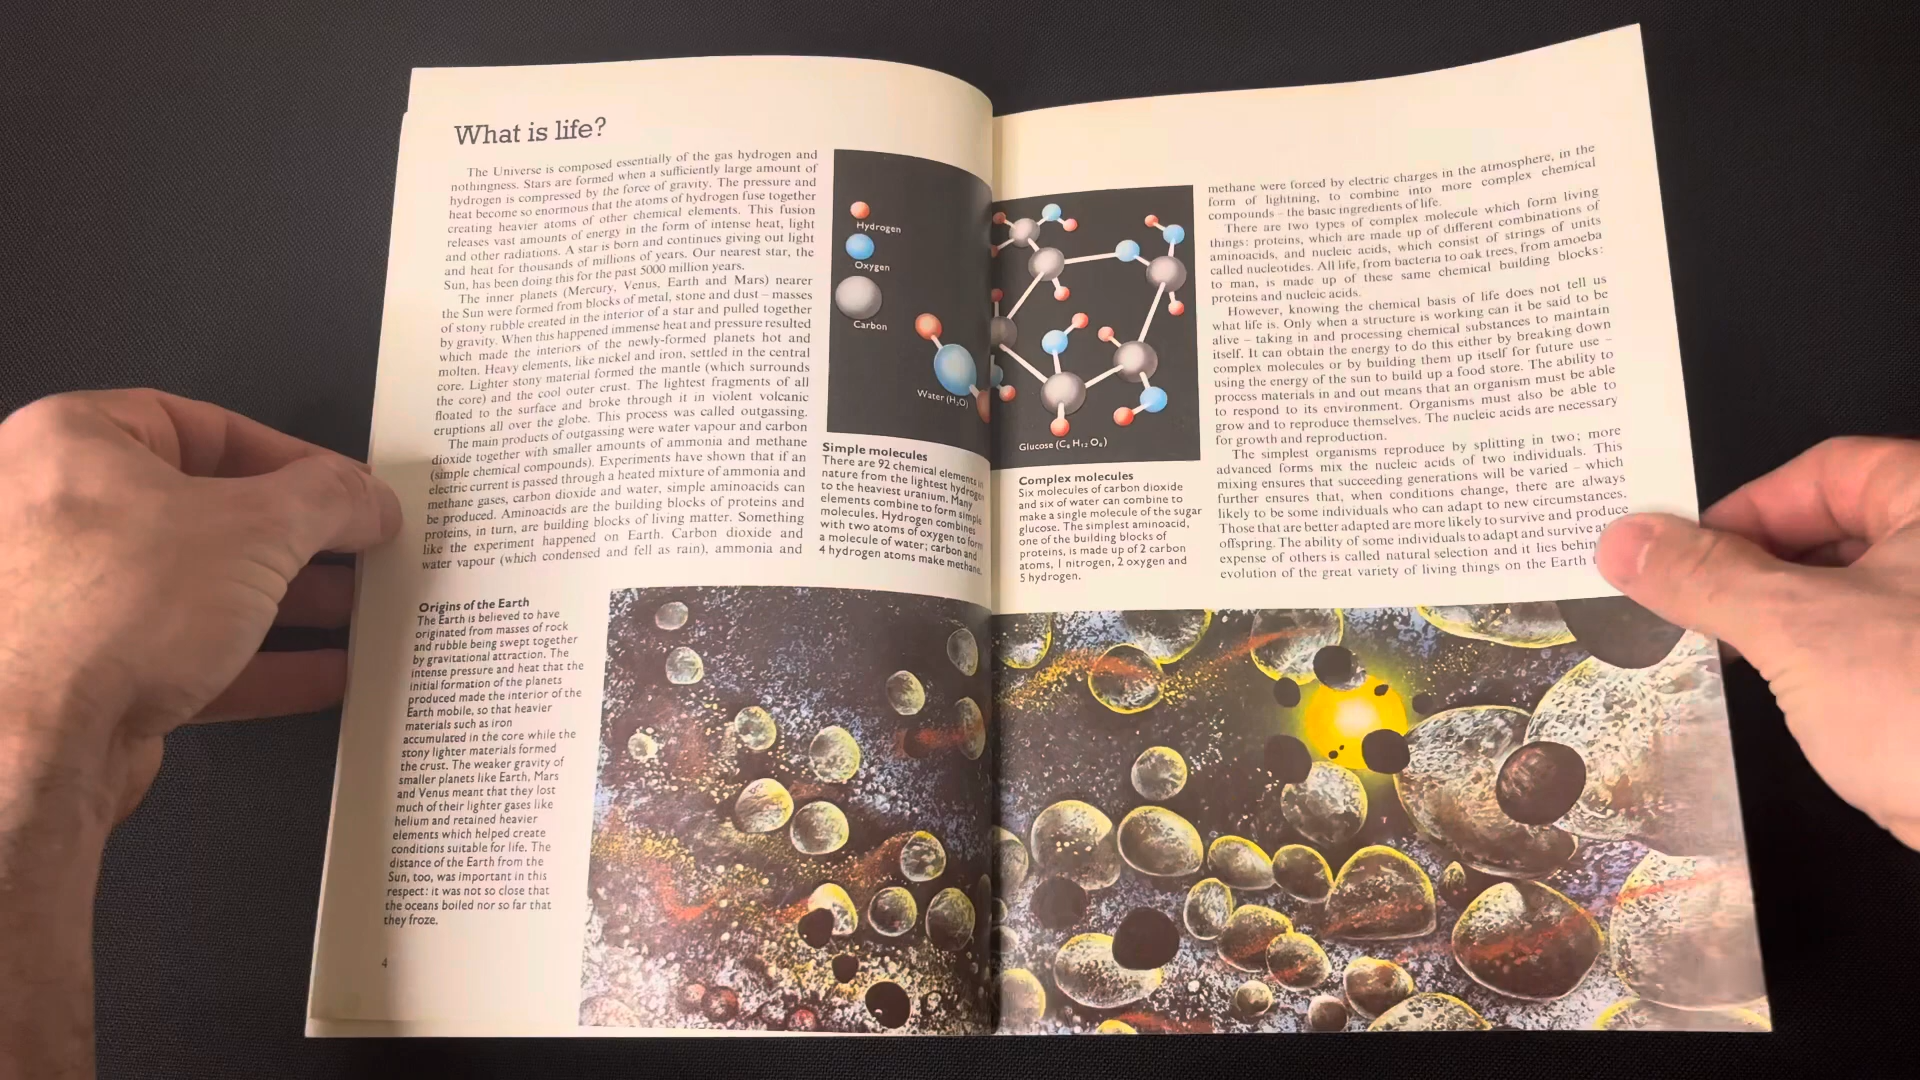 What is life?
The Universe is composed essentially of the gas hydrogen and
nothingness. Stars are formed when a sufficiently large amount of
hydrogen is compressed by the force of gravity. The pressure and
heat become so enormous that the atoms of hydrogen fuse together
creating heavier atoms of other chemical elements. This fusion
releases vast amounts of energy in the form of intense heat, light
and other radiations. A star is born and continues giving out light
and heat for thousands of millions of years. Our nearest star, the
Sun, has been doing this for the past 5000 million years.
The inner planets (Mercury, Venus, Earth and Mars) nearer
the Sun were formed from blocks of metal, stone and dust – masses
of stony rubble created in the interior of a star and pulled together
by gravity. When this happened immense heat and pressure resulted
which made the interiors of the newly-formed planets hot and
molten. Heavy elements, like nickel and iron, settled in the central
core. Lighter stony material formed the mantle (which surrounds
the core) and the cool outer crust. The lightest fragments of all
floated to the surface and broke through it in violent volcanic
eruptions all over the globe. This process was called outgassing.
The main products of outgassing were water vapour and carbon
dioxide together with smaller amounts of ammonia and methane
(simple chemical compounds). Experiments have shown that if an
electric current is passed through a heated mixture of ammonia and
methane gases, carbon dioxide and water, simple aminoacids can
be produced. Aminoacids are the building blocks of proteins and
proteins, in turn, are building blocks of living matter. Something
like the experiment happened on Earth. Carbon dioxide and
water vapour (which condensed and fell as rain), ammonia and
Hydrogen
Oxygen
Carbon
Water (H₂O)
Simple molecules
There are 92 chemical elements in
nature from the lightest hydrogen
to the heaviest uranium. Many
elements combine to form simple
molecules. Hydrogen combines
with two atoms of oxygen to form
a molecule of water; carbon and
4 hydrogen atoms make methane.
Origins of the Earth
The Earth is believed to have
originated from masses of rock
and rubble being swept together
by gravitational attraction. The
intense pressure and heat that the
initial formation of the planets
produced made the interior of the
Earth mobile, so that heavier
materials such as iron
accumulated in the core while the
stony lighter materials formed
the crust. The weaker gravity of
smaller planets like Earth, Mars
and Venus meant that they lost
much of their lighter gases like
helium and retained heavier
elements which helped create
conditions suitable for life. The
distance of the Earth from the
Sun, too, was important in this
respect: it was not so close that
the oceans boiled nor so far that
they froze.
4
Glucose (C₆ H₁₂ O₆)
Complex molecules
Six molecules of carbon dioxide
and six of water can combine to
make a single molecule of the sugar
glucose. The simplest aminoacid,
one of the building blocks of
proteins, is made up of 2 carbon
atoms, 1 nitrogen, 2 oxygen and
5 hydrogen.
methane were forced by electric charges in the atmosphere, in the
form of lightning, to combine into more complex chemical
compounds – the basic ingredients of life.
There are two types of complex molecule which form living
things: proteins, which are made up of different combinations of
aminoacids, and nucleic acids, which consist of strings of units
called nucleotides. All life, from bacteria to oak trees, from amoeba
to man, is made up of these same chemical building blocks:
proteins and nucleic acids.
However, knowing the chemical basis of life does not tell us
what life is. Only when a structure is working can it be said to be
alive – taking in and processing chemical substances to maintain
itself. It can obtain the energy to do this either by breaking down
complex molecules or by building them up itself for future use –
using the energy of the sun to build up a food store. The ability to
process materials in and out means that an organism must be able
to respond to its environment. Organisms must also be able to
grow and to reproduce themselves. The nucleic acids are necessary
for growth and reproduction.
The simplest organisms reproduce by splitting in two; more
advanced forms mix the nucleic acids of two individuals. This
mixing ensures that succeeding generations will be varied – which
further ensures that, when conditions change, there are always
likely to be some individuals who can adapt to new circumstances.
Those that are better adapted are more likely to survive and produce
offspring. The ability of some individuals to adapt and survive
expense of others is called natural selection and it lies
evolution of the great variety of living things on the Earth